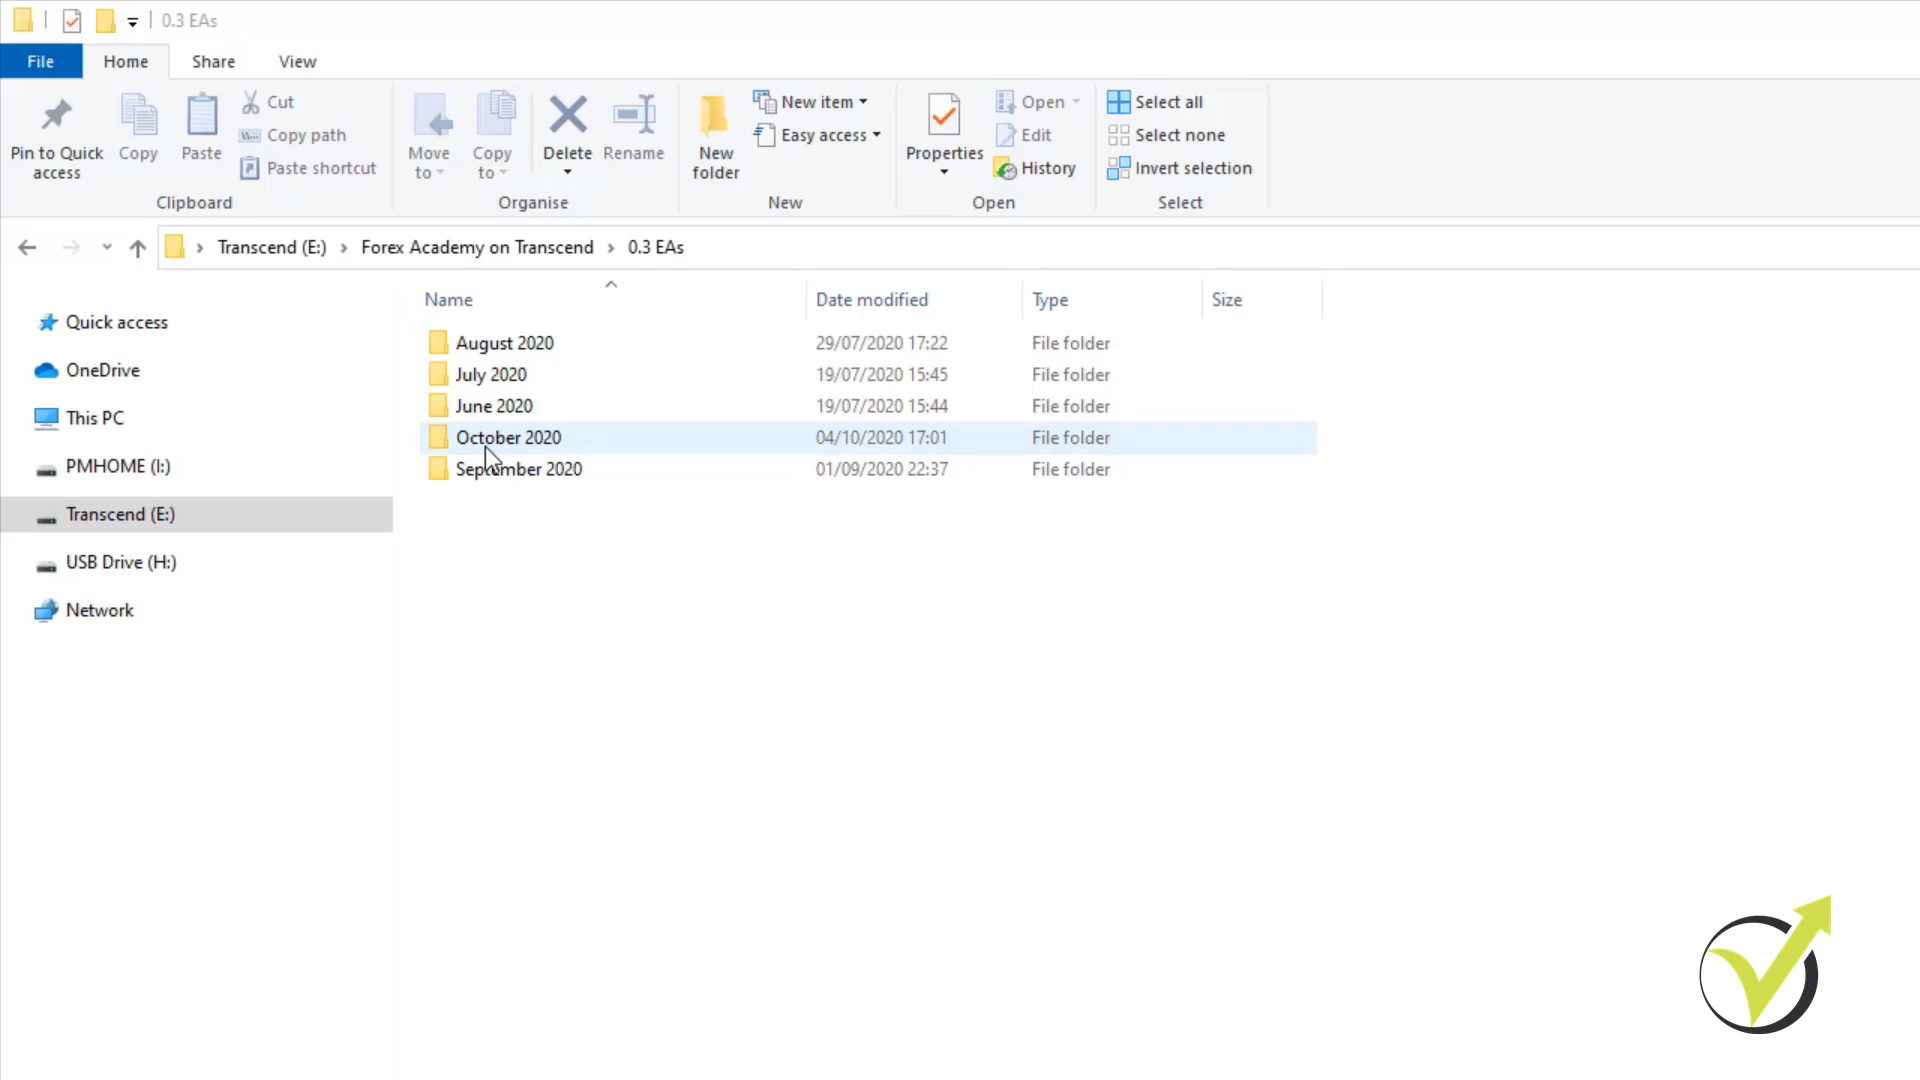 0.3 EAs
File Home Share View
Pin to Quick access
Copy
Paste
Cut
Copy path
Paste shortcut
Clipboard
Move to
Copy to
Delete
Rename
Organise
New folder
New item
Easy access
New
Properties
Open
Edit
History
Open
Select all
Select none
Invert selection
Select
Transcend (E:) Forex Academy on Transcend 0.3 EAs
Quick access
OneDrive
This PC
PMHOME (I:)
Transcend (E:)
USB Drive (H:)
Network
Name Date modified Type Size
August 2020 29/07/2020 17:22 File folder
July 2020 19/07/2020 15:45 File folder
June 2020 19/07/2020 15:44 File folder
October 2020 04/10/2020 17:01 File folder
September 2020 01/09/2020 22:37 File folder